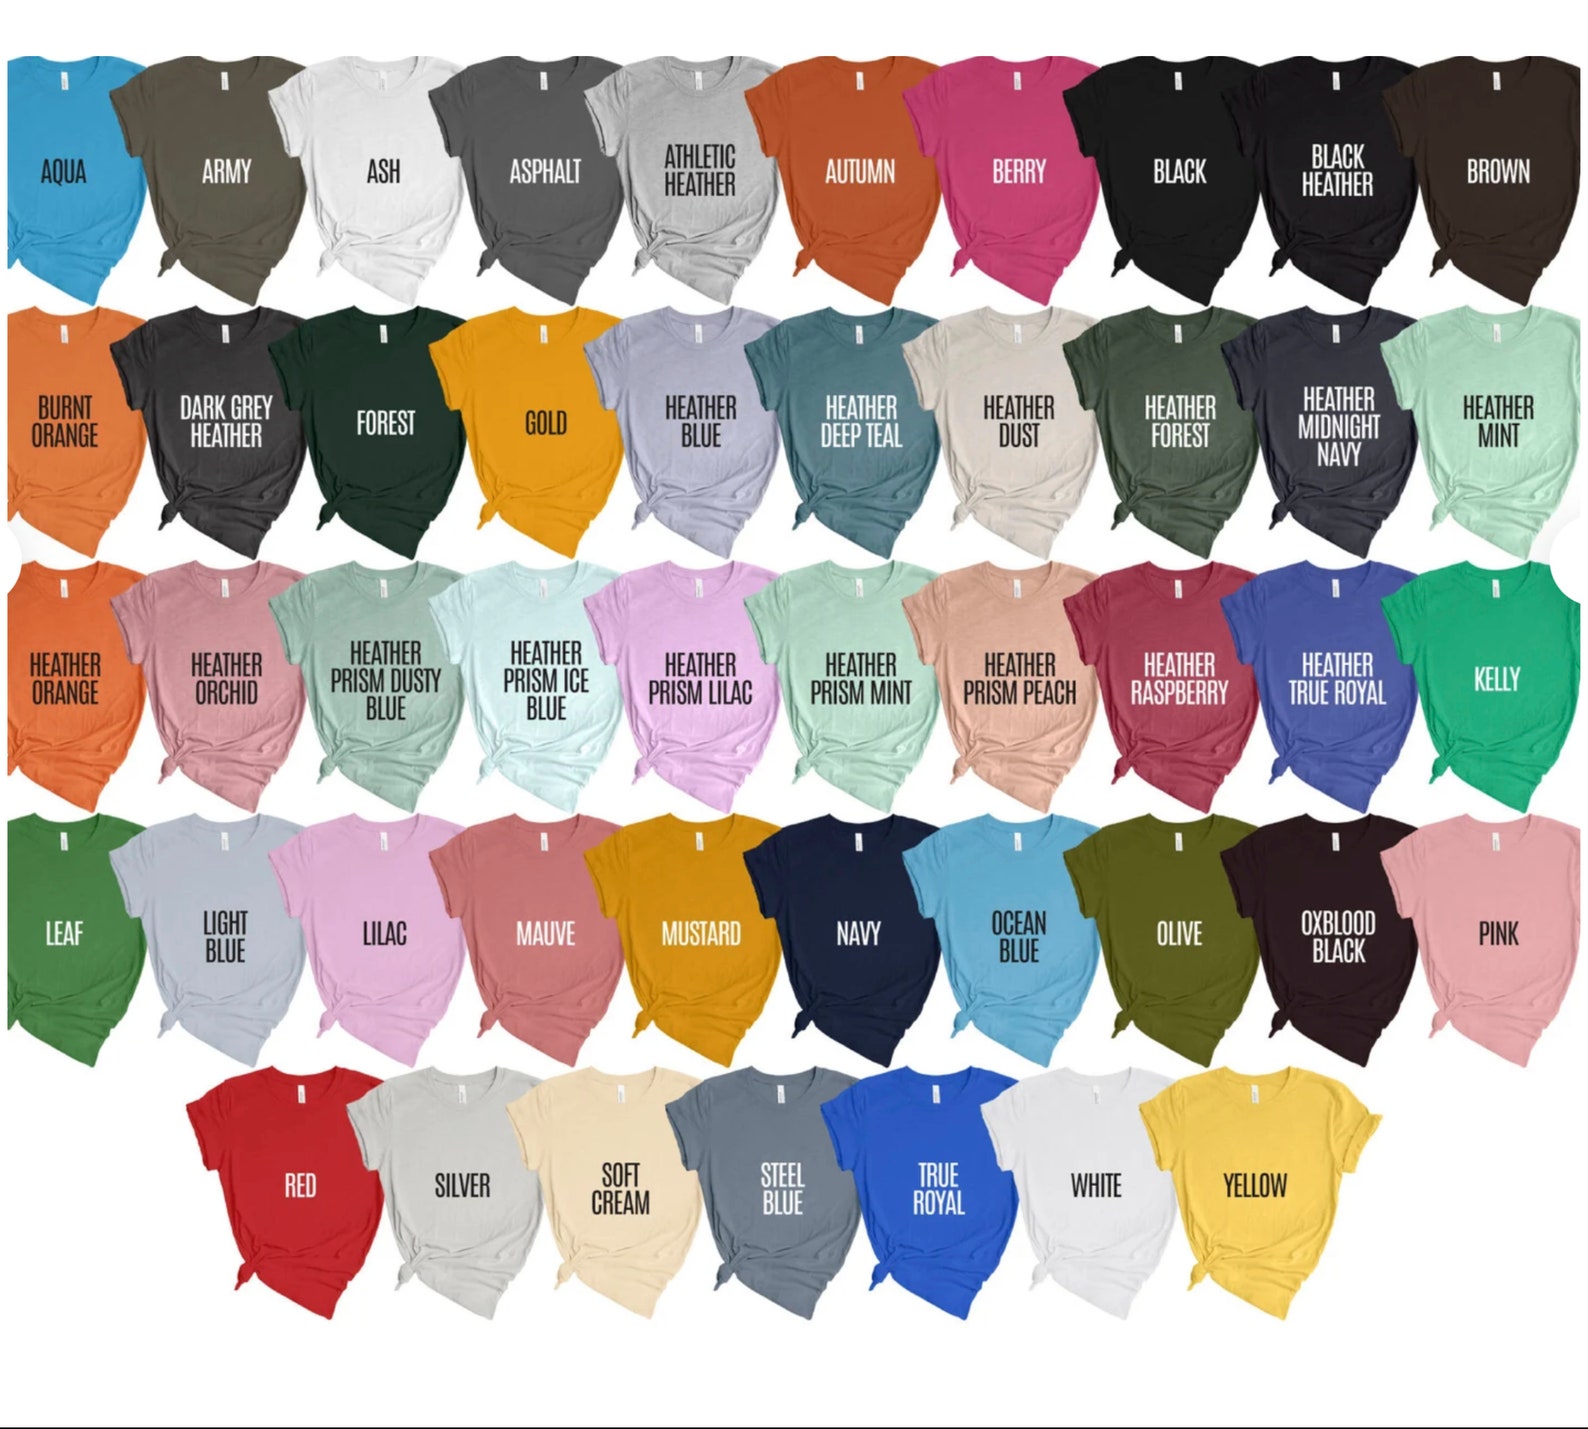 AQUA
ARMY
ASH
ASPHALT
ATHLETIC
HEATHER
AUTUMN
BERRY
BLACK
BLACK
HEATHER
BROWN
BURNT
ORANGE
DARK GREY
HEATHER
FOREST
GOLD
HEATHER
BLUE
HEATHER
DEEP TEAL
HEATHER
DUST
HEATHER
FOREST
HEATHER
MIDNIGHT
NAVY
HEATHER
MINT
HEATHER
ORANGE
HEATHER
ORCHID
HEATHER
PRISM DUSTY
BLUE
HEATHER
PRISM ICE
BLUE
HEATHER
PRISM LILAC
HEATHER
PRISM MINT
HEATHER
PRISM PEACH
HEATHER
RASPBERRY
HEATHER
TRUE ROYAL
KELLY
LEAF
LIGHT
BLUE
LILAC
MAUVE
MUSTARD
NAVY
OCEAN
BLUE
OLIVE
OXBLOOD
BLACK
PINK
RED
SILVER
SOFT
CREAM
STEEL
BLUE
TRUE
ROYAL
WHITE
YELLOW